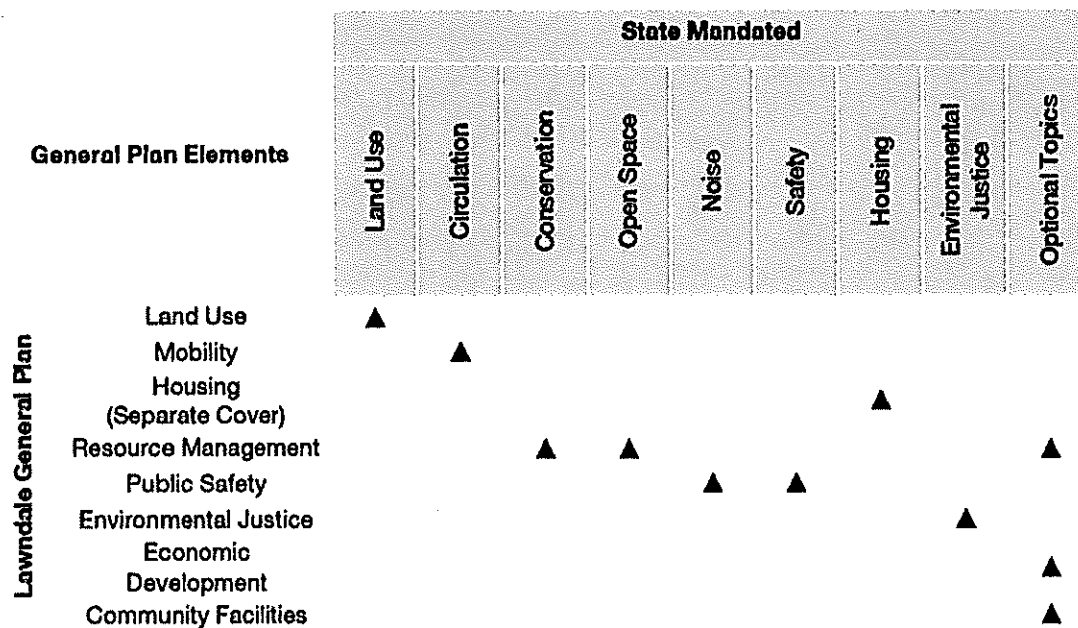 State Mandated
General Plan Elements
Land Use
Circulation
Conservation
Open Space
Noise
Safety
Housing
Environmental
Justice
Optional Topics
Lawndale General Plan
Land Use ▲
Mobility ▲
Housing
(Separate Cover) ▲
Resource Management ▲ ▲ ▲
Public Safety ▲ ▲
Environmental Justice ▲
Economic
Development ▲
Community Facilities ▲